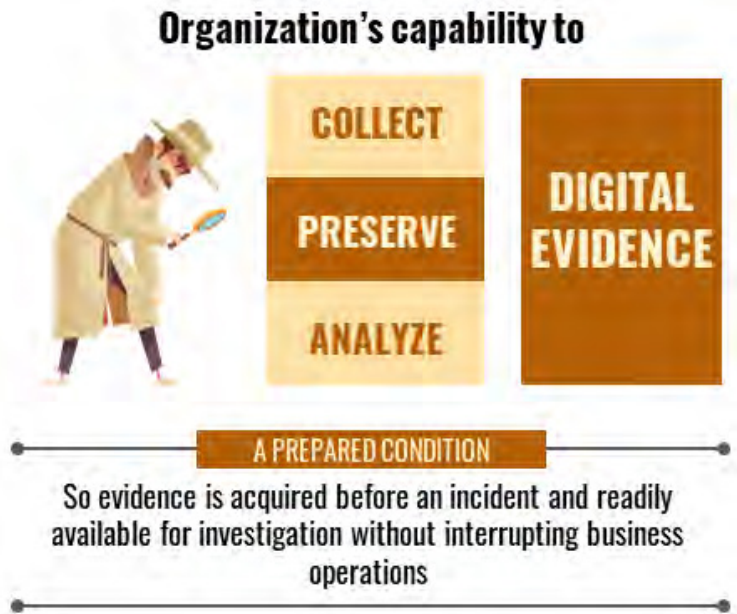 Organization's capability to
COLLECT
PRESERVE
ANALYZE
DIGITAL
EVIDENCE
A PREPARED CONDITION
So evidence is acquired before an incident and readily
available for investigation without interrupting business
operations